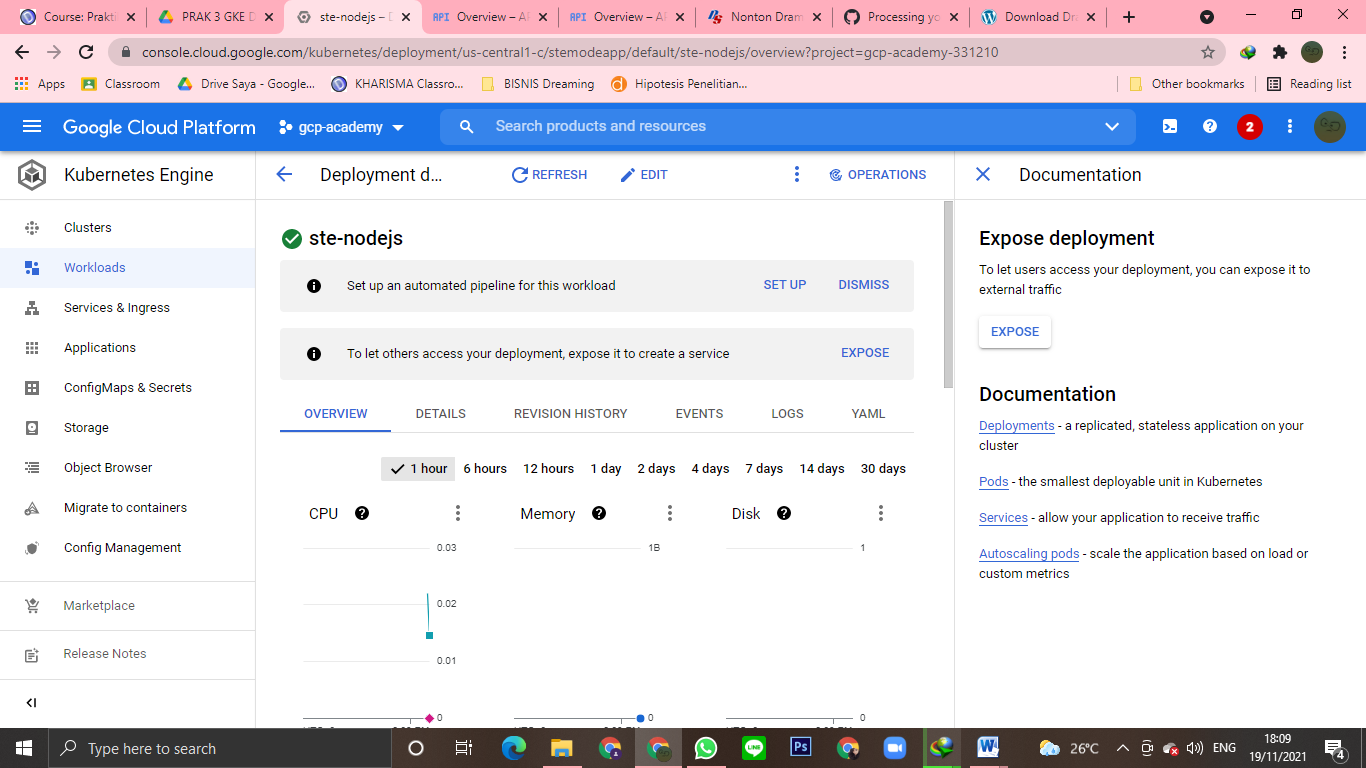 Course: Prakti
PRAK 3 GKE D
ste-nodejs – D
API Overview – AP
API Overview – AP
Nonton Dram
Processing yo
Download Dra
console.cloud.google.com/kubernetes/deployment/us-central1-c/stemodeapp/default/ste-nodejs/overview?project=gcp-academy-331210
Apps
Classroom
Drive Saya - Google...
KHARISMA Classro...
BISNIS Dreaming
Hipotesis Penelitian...
Other bookmarks
Reading list
Google Cloud Platform
gcp-academy
Search products and resources
2
Kubernetes Engine
Deployment d...
REFRESH
EDIT
OPERATIONS
Documentation
Clusters
Workloads
Services & Ingress
Applications
ConfigMaps & Secrets
Storage
Object Browser
Migrate to containers
Config Management
Marketplace
Release Notes
ste-nodejs
Set up an automated pipeline for this workload
SET UP
DISMISS
To let others access your deployment, expose it to create a service
EXPOSE
OVERVIEW
DETAILS
REVISION HISTORY
EVENTS
LOGS
YAML
1 hour
6 hours
12 hours
1 day
2 days
4 days
7 days
14 days
30 days
CPU
0.03
0.02
0.01
0
Memory
1B
0
Disk
1
0
Expose deployment
To let users access your deployment, you can expose it to
external traffic
EXPOSE
Documentation
Deployments - a replicated, stateless application on your
cluster
Pods - the smallest deployable unit in Kubernetes
Services - allow your application to receive traffic
Autoscaling pods - scale the application based on load or
custom metrics
Type here to search
LINE
Ps
W
26°C
ENG
18:09
19/11/2021
4